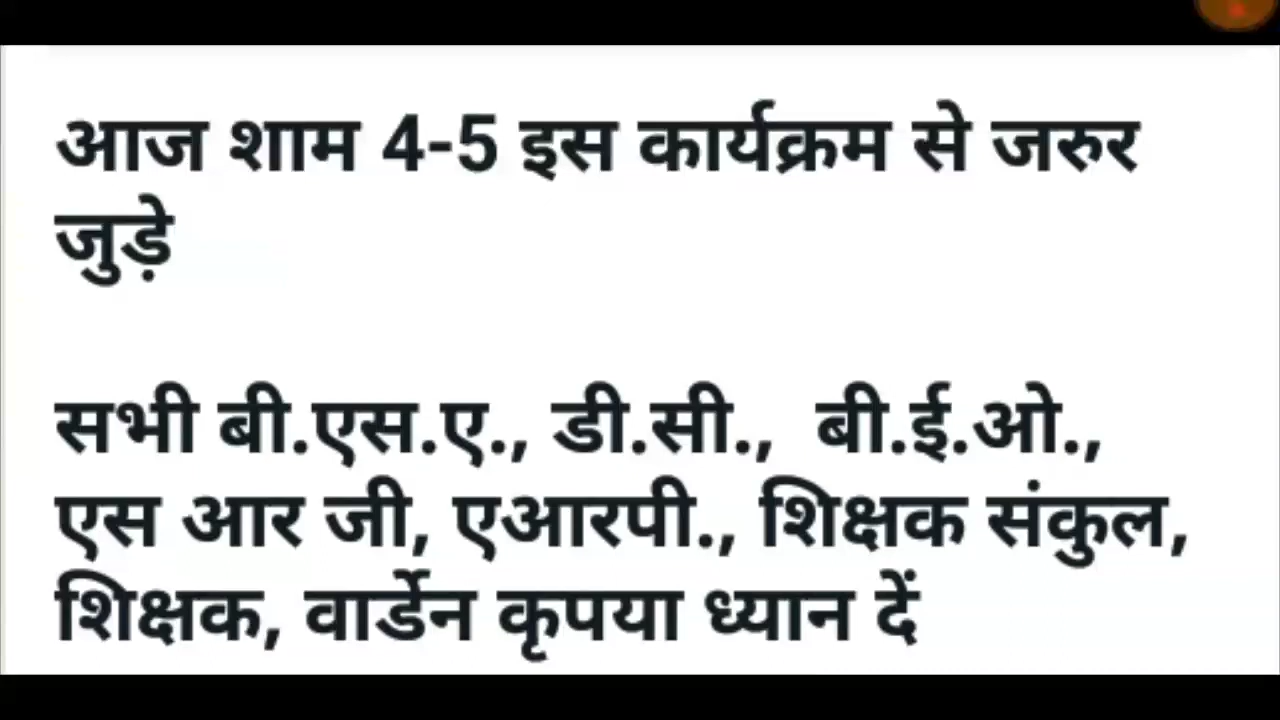 आज शाम 4-5 इस कार्यक्रम से जरुर
जुड़े
सभी बी.एस.ए., डी.सी., बी.ई.ओ.,
एस आर जी, एआरपी., शिक्षक संकुल,
शिक्षक, वार्डेन कृपया ध्यान दें